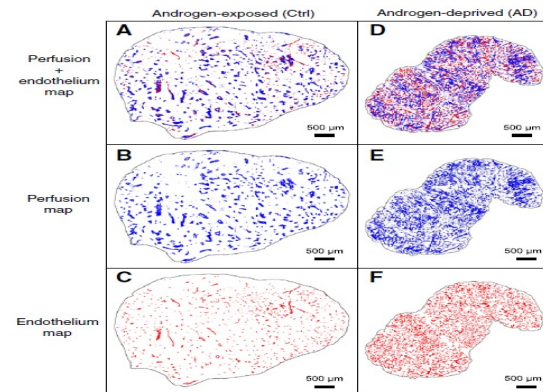 Androgen-exposed (Ctrl) Androgen-deprived (AD)
Perfusion
+
endothelium
map
A
500 µm
D
500 µm
Perfusion
map
B
500 µm
E
500 µm
Endothelium
map
C
500 µm
F
500 µm